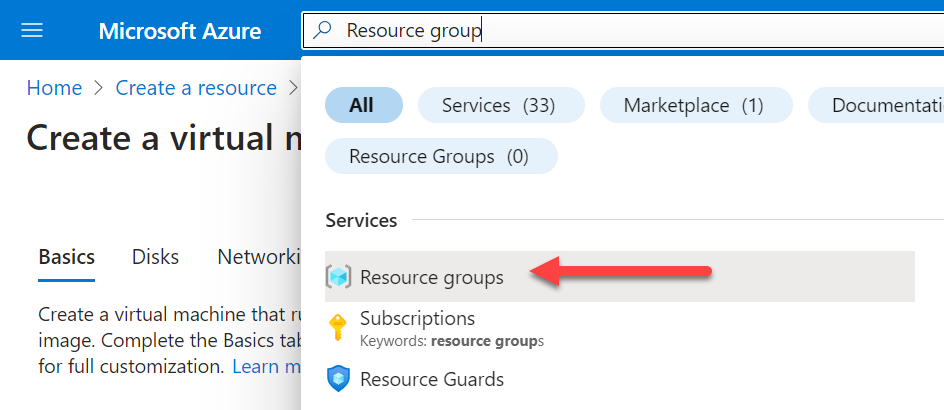 Microsoft Azure
Resource group
Home > Create a resource >
Create a virtual m
All
Services (33)
Marketplace (1)
Documentati
Resource Groups (0)
Services
Basics
Disks
Networki
Resource groups
Create a virtual machine that ru
image. Complete the Basics tab
for full customization. Learn m
Subscriptions
Keywords: resource groups
Resource Guards